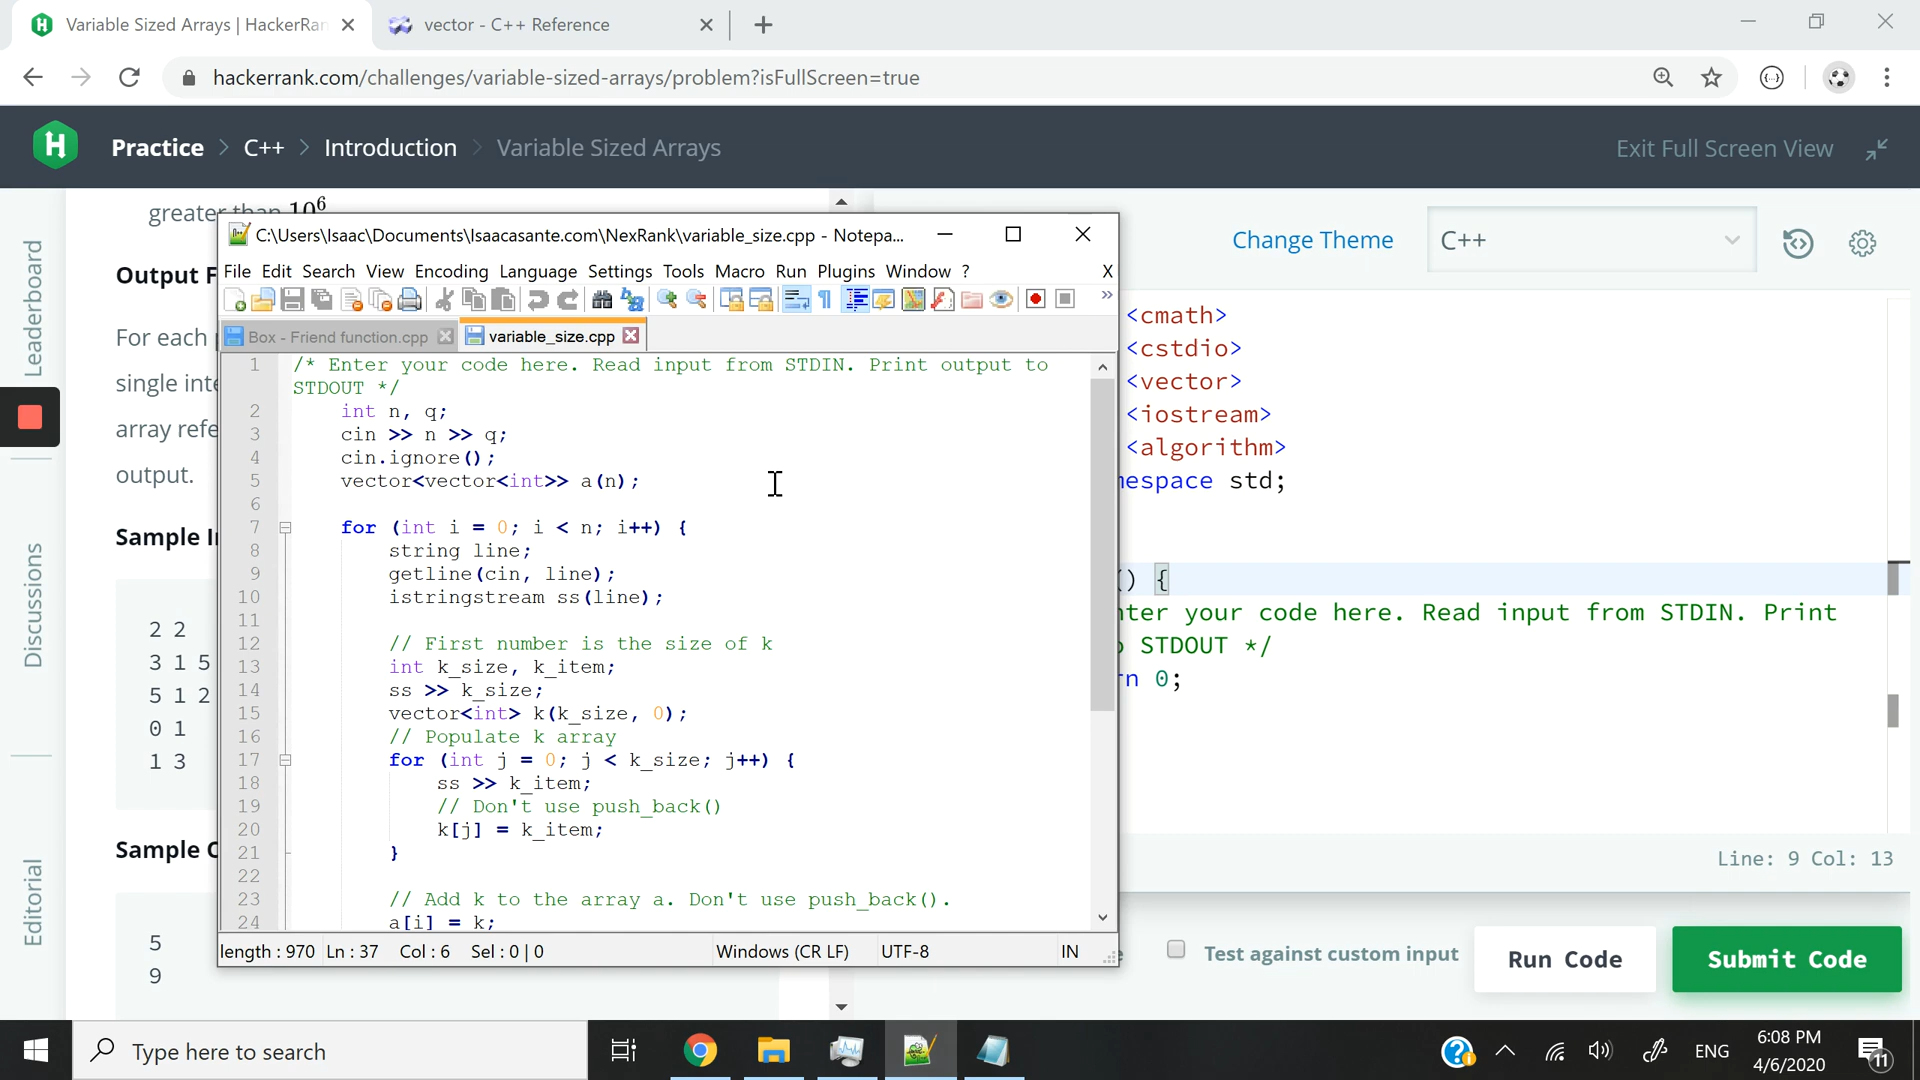 Variable Sized Arrays | HackerRan
vector - C++ Reference
hackerrank.com/challenges/variable-sized-arrays/problem?isFullScreen=true
H
Practice > C++ > Introduction > Variable Sized Arrays
Exit Full Screen View
Leaderboard
Discussions
Editorial
greater than 10^6
Output F
For each
single inte
array refe
output.
Sample I
2 2
3 1 5
5 1 2
0 1
1 3
Sample O
5
9
C:\Users\Isaac\Documents\Isaacasante.com\NexRank\variable_size.cpp - Notepa...
File Edit Search View Encoding Language Settings Tools Macro Run Plugins Window ?
X
Box - Friend function.cpp
variable_size.cpp
1 /* Enter your code here. Read input from STDIN. Print output to
STDOUT */
2 int n, q;
3 cin >> n >> q;
4 cin.ignore();
5 vector<vector<int>> a(n);
6
7 for (int i = 0; i < n; i++) {
8 string line;
9 getline(cin, line);
10 istringstream ss(line);
11
12 // First number is the size of k
13 int k_size, k_item;
14 ss >> k_size;
15 vector<int> k(k_size, 0);
16 // Populate k array
17 for (int j = 0; j < k_size; j++) {
18 ss >> k_item;
19 // Don't use push_back()
20 k[j] = k_item;
21 }
22
23 // Add k to the array a. Don't use push_back().
24 a[i] = k;
length : 970 Ln : 37 Col : 6 Sel : 0 | 0
Windows (CR LF)
UTF-8
IN
Change Theme
C++
<cmath>
<cstdio>
<vector>
<iostream>
<algorithm>
espace std;
() {
ter your code here. Read input from STDIN. Print
STDOUT */
n 0;
Line: 9 Col: 13
Test against custom input
Run Code
Submit Code
Type here to search
ENG
6:08 PM
4/6/2020
11